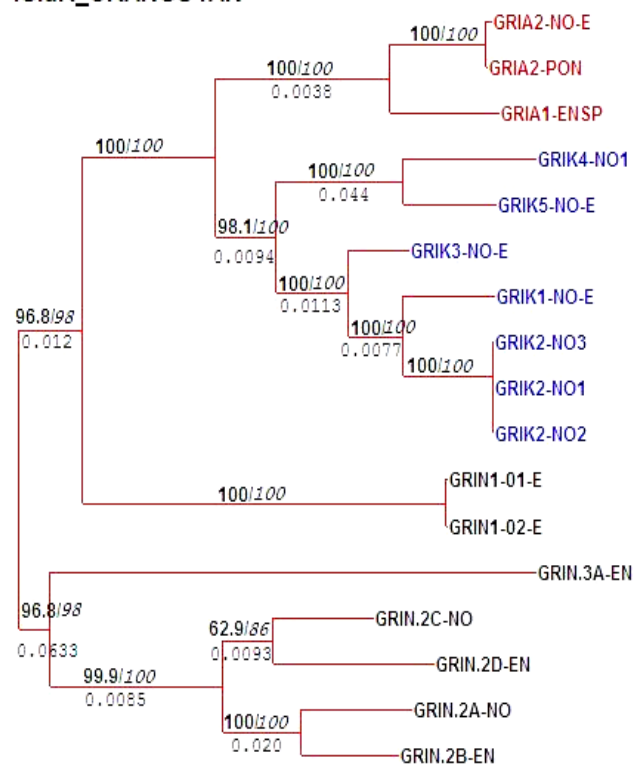 GRIA2-NO-E
100/100
100/100
GRIA2-PON
0.0038
GRIA1-ENSP
100/100
GRIK4-NO1
100/100
0.044
GRIK5-NO-E
98.1/100
0.0094
GRIK3-NO-E
100/100
0.0113
GRIK1-NO-E
96.8/98
100/100
0.012
0.0077
GRIK2-NO3
100/100
GRIK2-NO1
GRIK2-NO2
GRIN1-01-E
100/100
GRIN1-02-E
GRIN.3A-EN
96.8/98
GRIN.2C-NO
62.9/86
0.0633
0.0093
GRIN.2D-EN
99.9/100
0.0085
GRIN.2A-NO
100/100
0.020
GRIN.2B-EN